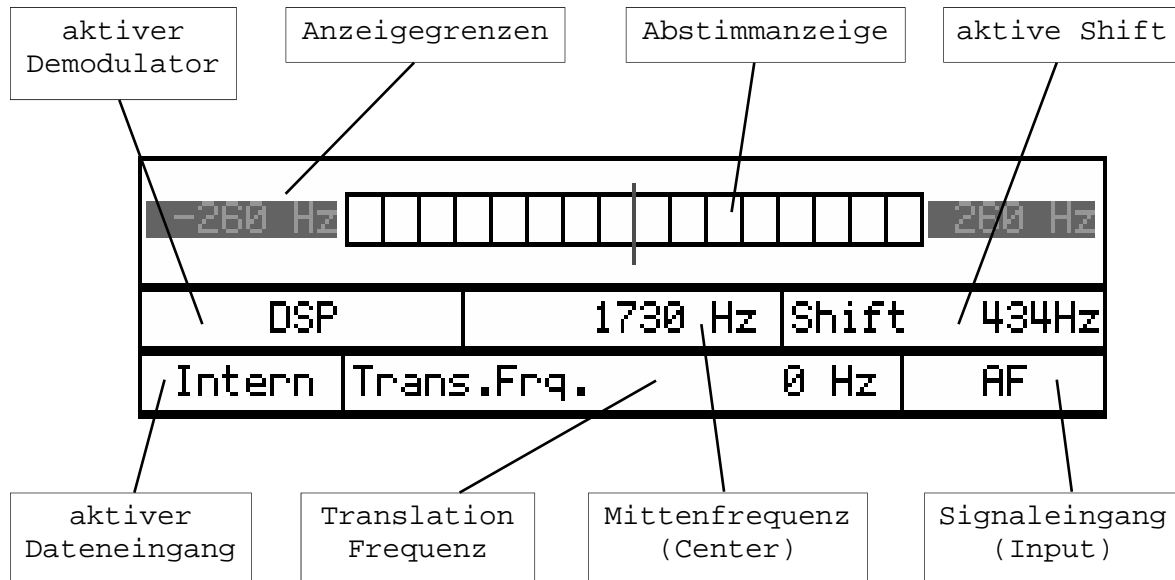 aktiver
Demodulator
Anzeigegrenzen
Abstimmanzeige
aktive Shift
-260 Hz
260 Hz
DSP
1730 Hz
Shift 434Hz
Intern
Trans.Frq. 0 Hz
AF
aktiver
Dateneingang
Translation
Frequenz
Mittenfrequenz
(Center)
Signaleingang
(Input)